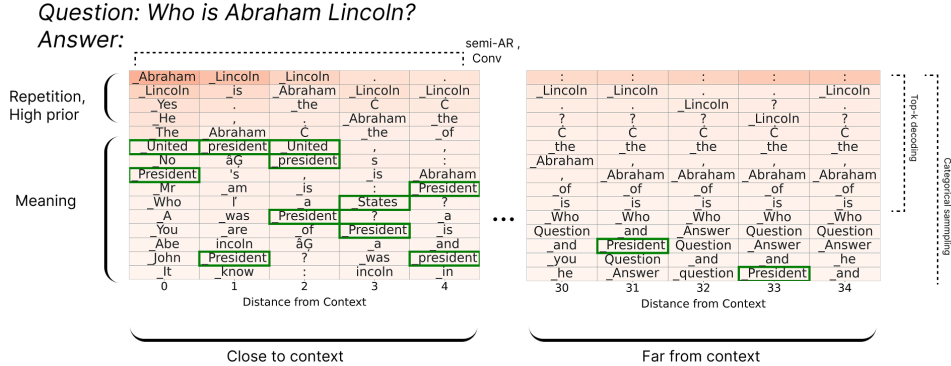 Question: Who is Abraham Lincoln?
Answer:
semi-AR ,
Conv
Repetition,
High prior
Meaning
_Abraham _Lincoln _Lincoln . .
_Lincoln _is _Abraham _Lincoln _Lincoln
_Yes . _the Ċ Ċ
_He , . _Abraham _the
_The _Abraham Ċ _the _of
_United _president _United , ,
_No âĢ _president s :
_President 's , _is _Abraham
_Mr _am _is : _President
_Who _a _States ?
_A _was _President ? _a
_You _are _of _President _is
_Abe incoln âĢ _a _and
_John _President ? _was _president
_It _know : incoln _in
0 1 2 3 4
Distance from Context
Close to context
...
: : : : :
_Lincoln _Lincoln . . _Lincoln
. . _Lincoln ? .
? ? ? _Lincoln ?
Ċ Ċ Ċ Ċ Ċ
_the _the _the _the _the
_Abraham , , , ,
, _Abraham _Abraham _Abraham _Abraham
_of _of _of _of _of
_is _is _is _is _is
_Who _Who _Who _Who _Who
Question _and _Answer Question Question
_and _President Question _Answer _Answer
_you Question _and _and _he
_he _Answer _question _President _and
30 31 32 33 34
Distance from Context
Far from context
Top-k decoding
Categorical sammpling